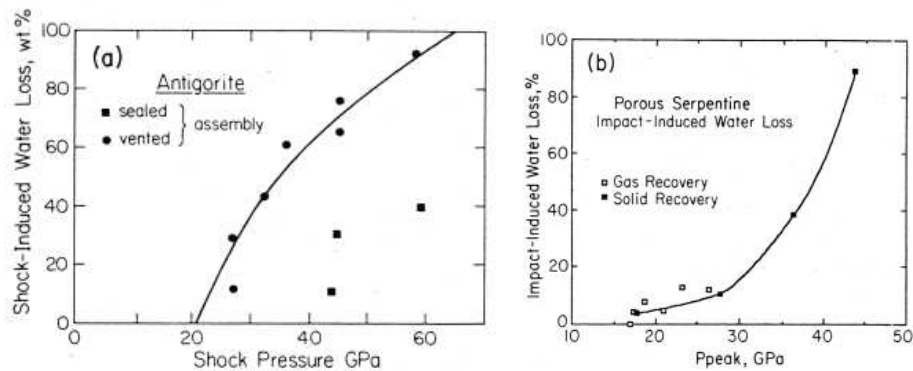 (a)
Antigorite
■ sealed
● vented
assembly
Shock-Induced Water Loss, wt.%
100
80
60
40
20
0
0
20
40
60
Shock Pressure GPa
(b)
Porous Serpentine
Impact-Induced Water Loss
□ Gas Recovery
■ Solid Recovery
Impact-Induced Water Loss,%
100
80
60
40
20
0
10
20
30
40
50
Ppeak, GPa